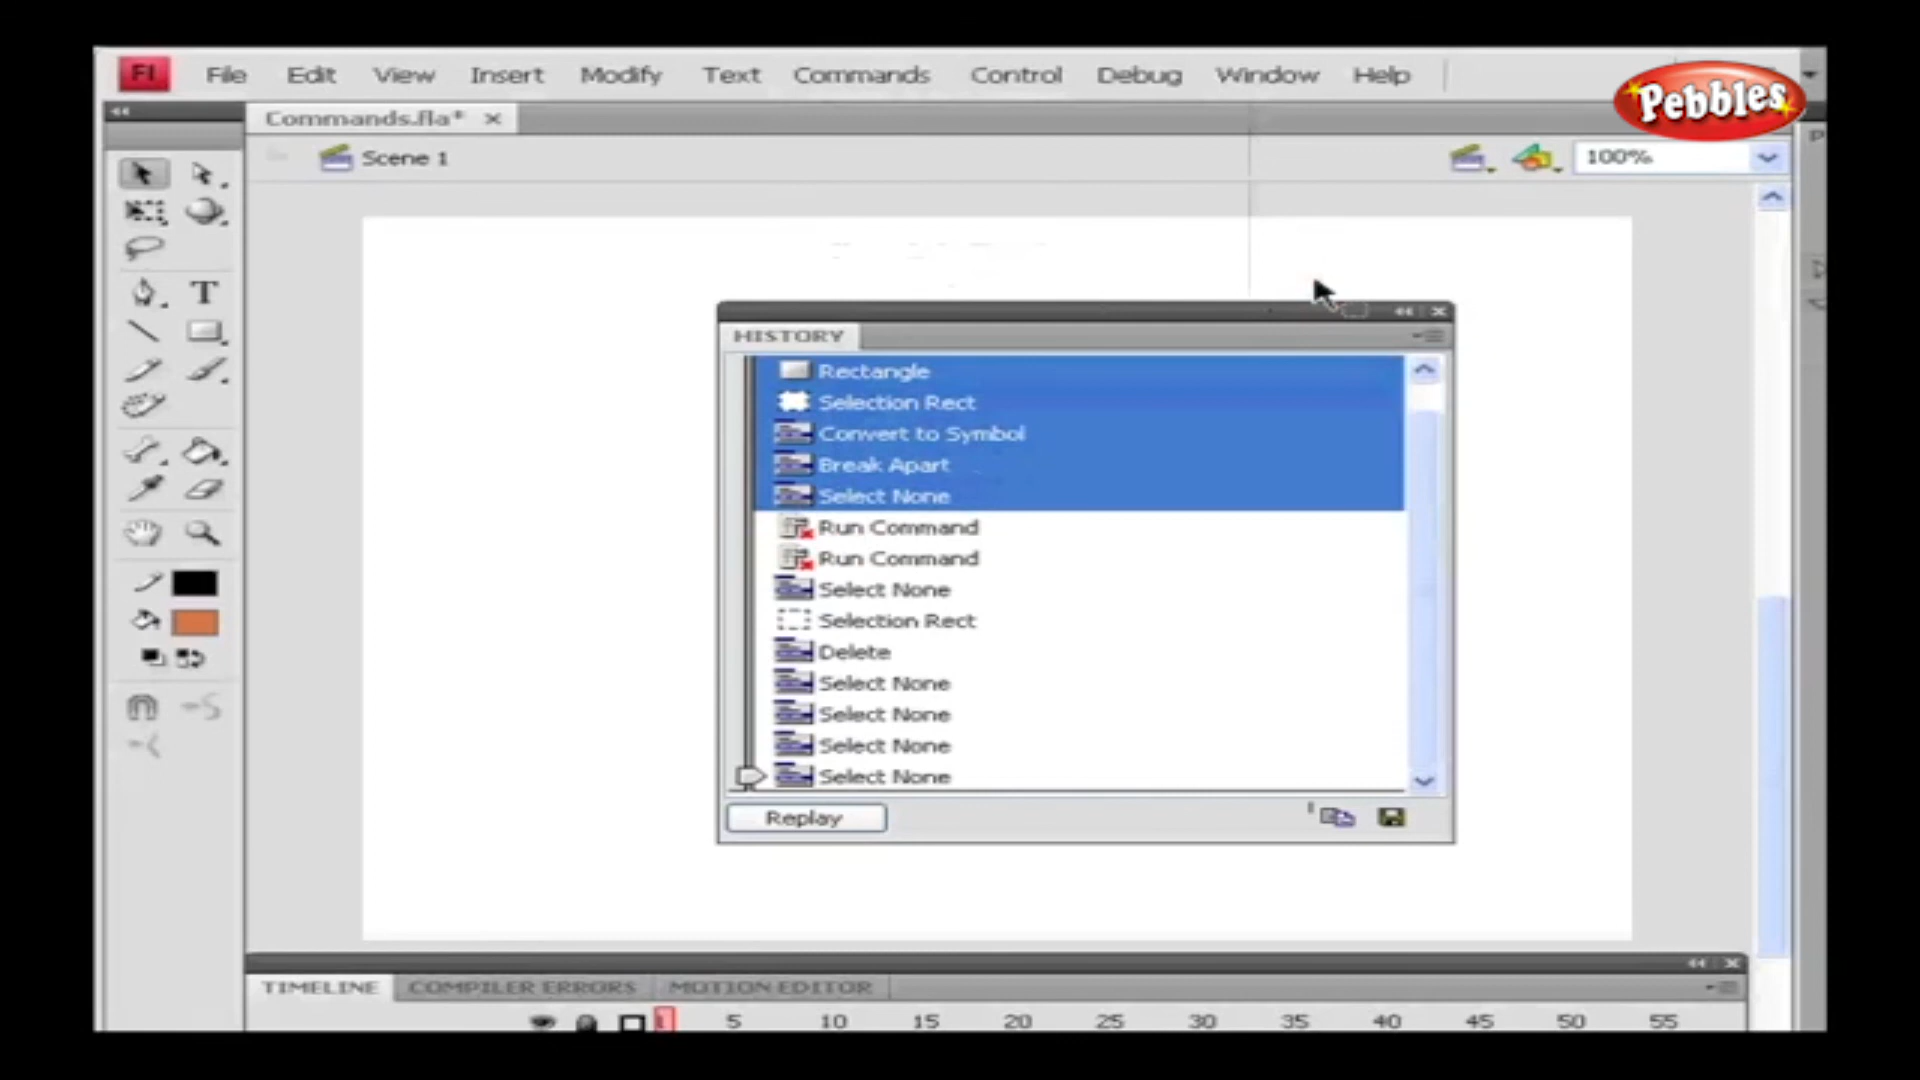 Fl File Edit View Insert Modify Text Commands Control Debug Window Help
Pebbles
Commands.fla* ×
Scene 1 100%
T
HISTORY
Rectangle
Selection Rect
Convert to Symbol
Break Apart
Select None
Run Command
Run Command
Select None
Selection Rect
Delete
Select None
Select None
Select None
Select None
Replay
TIMELINE COMPILER ERRORS MOTION EDITOR
5 10 15 20 25 30 35 40 45 50 55